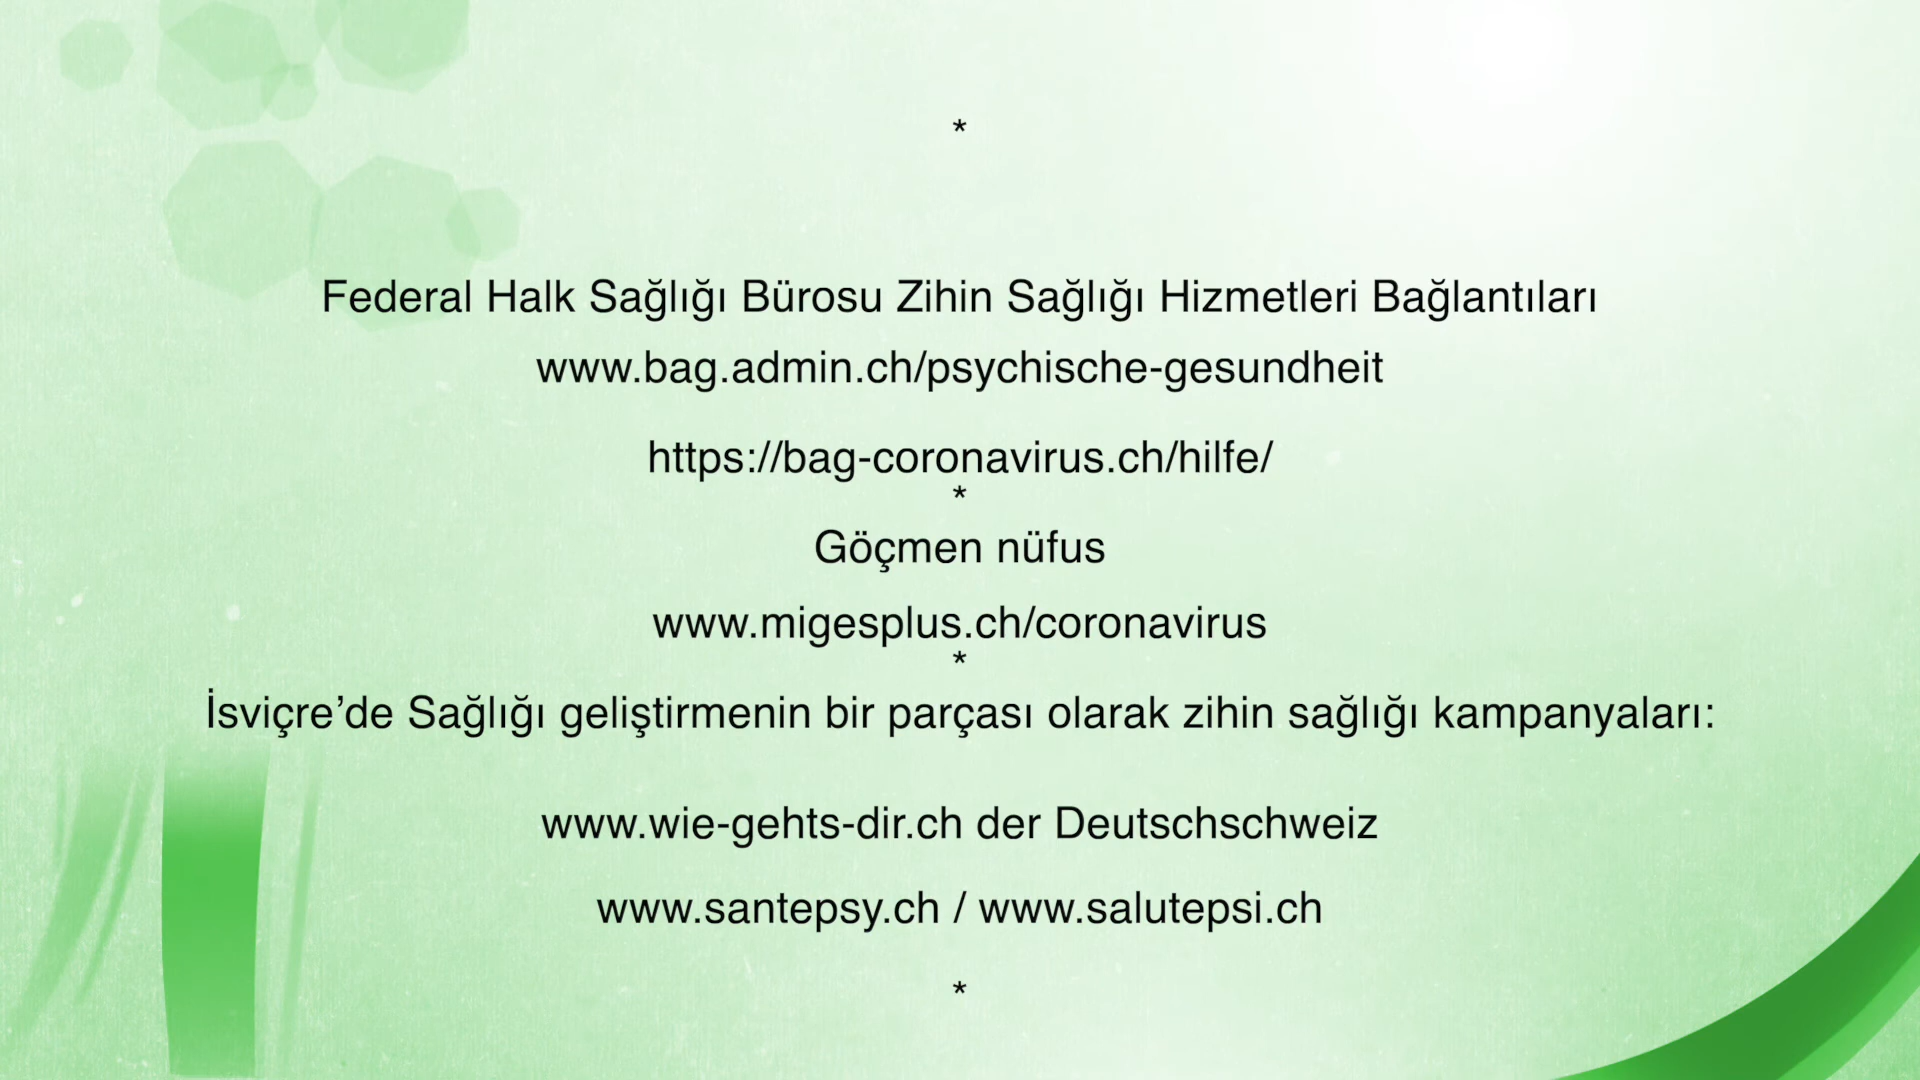 *
Federal Halk Sağlığı Bürosu Zihin Sağlığı Hizmetleri Bağlantıları
www.bag.admin.ch/psychische-gesundheit
https://bag-coronavirus.ch/hilfe/
*
Göçmen nüfus
www.migesplus.ch/coronavirus
*
İsviçre’de Sağlığı geliştirmenin bir parçası olarak zihin sağlığı kampanyaları:
www.wie-gehts-dir.ch der Deutschschweiz
www.santepsy.ch / www.salutepsi.ch
*